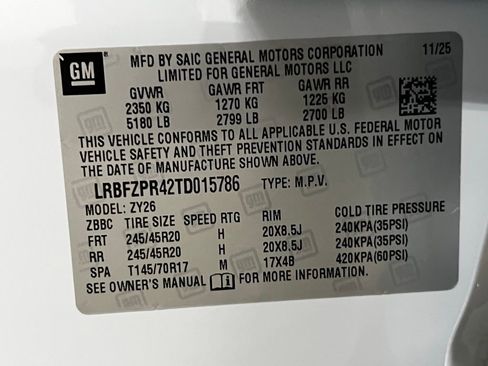 GM
MFD BY SAIC GENERAL MOTORS CORPORATION 11/25
LIMITED FOR GENERAL MOTORS LLC
GVWR GAWR FRT GAWR RR
2350 KG 1270 KG 1225 KG
5180 LB 2799 LB 2700 LB
THIS VEHICLE CONFORMS TO ALL APPLICABLE U.S. FEDERAL MOTOR
VEHICLE SAFETY AND THEFT PREVENTION STANDARDS IN EFFECT ON
THE DATE OF MANUFACTURE SHOWN ABOVE.
LRBFZPR42TD015786 TYPE: M.P.V.
MODEL: ZY26
ZBBC TIRE SIZE SPEED RTG RIM COLD TIRE PRESSURE
FRT 245/45R20 H 20X8.5J 240KPA(35PSI)
RR 245/45R20 H 20X8.5J 240KPA(35PSI)
SPA T145/70R17 M 17X4B 420KPA(60PSI)
SEE OWNER'S MANUAL FOR ADDITIONAL INFORMATION.